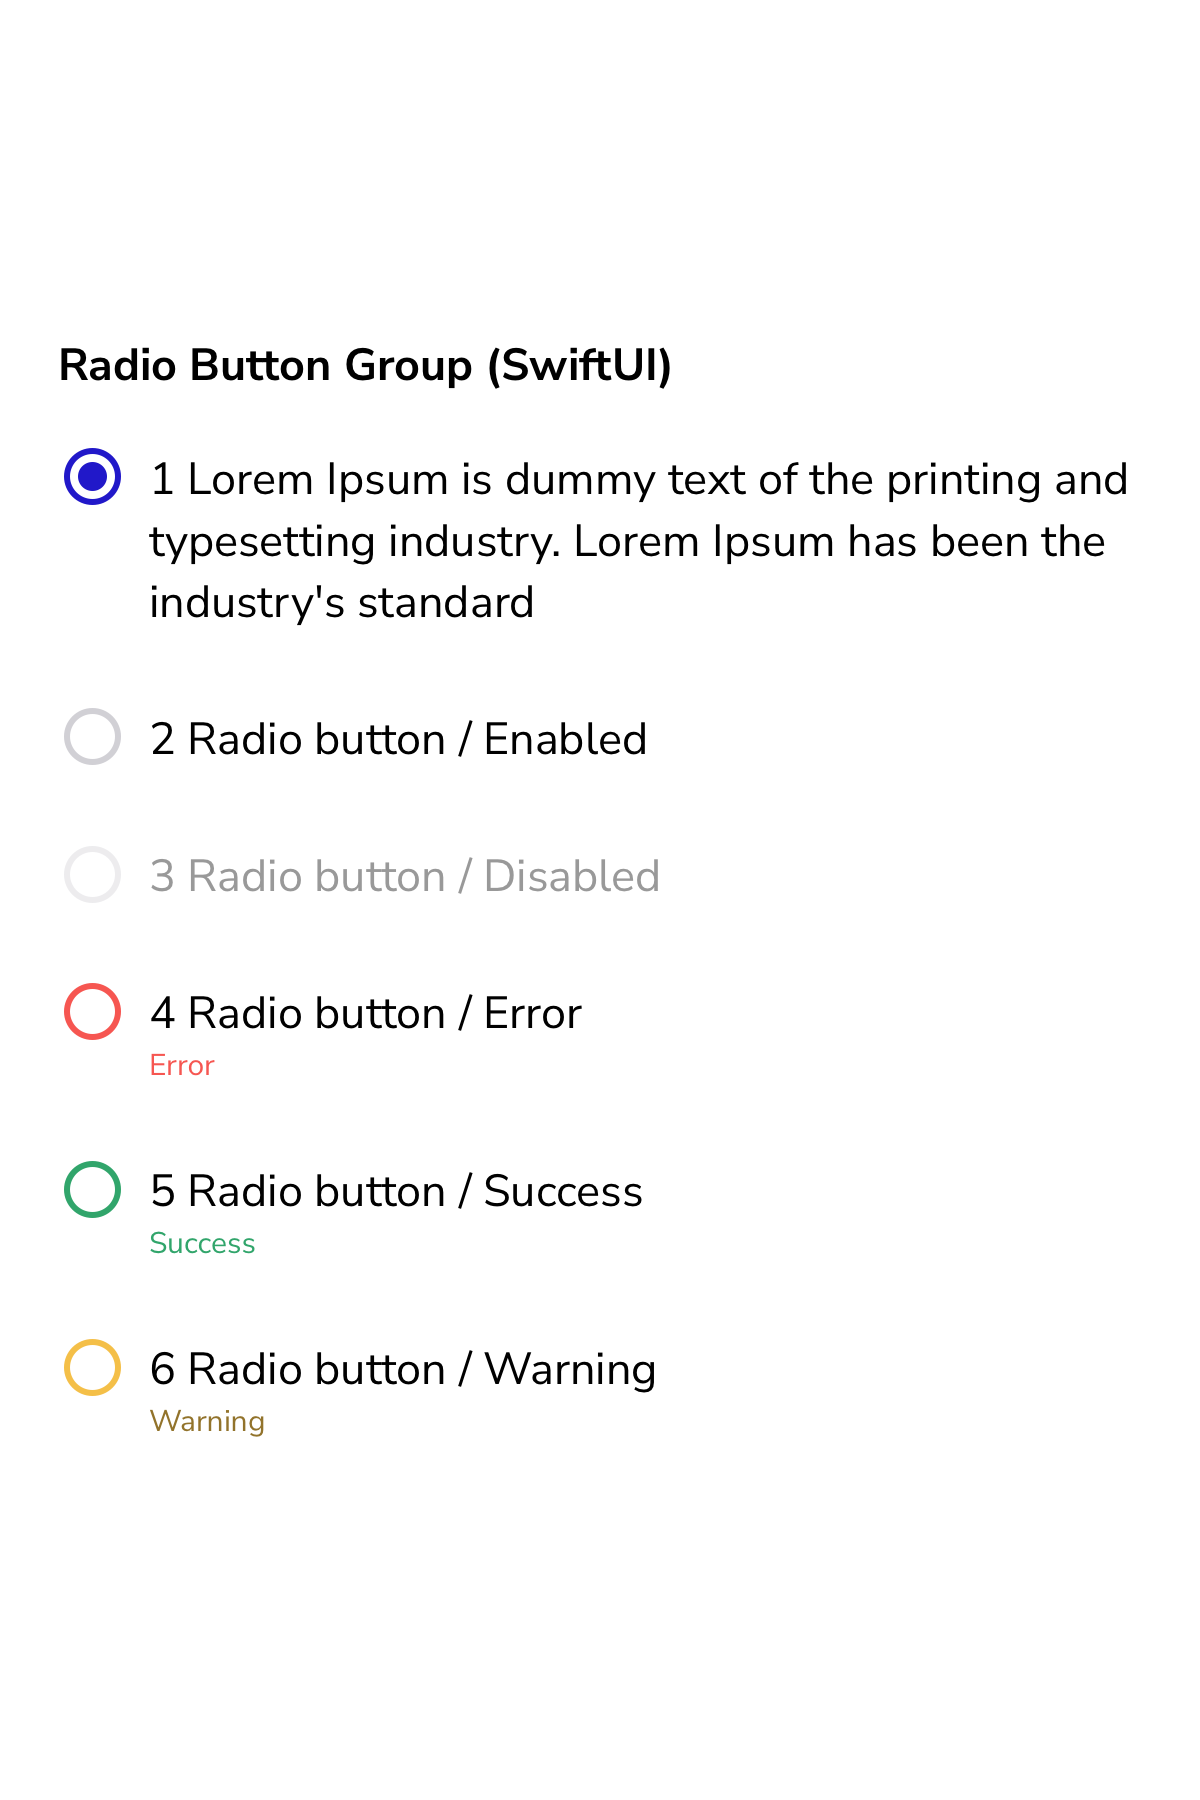 Radio Button Group (SwiftUI)
1 Lorem Ipsum is dummy text of the printing and
typesetting industry. Lorem Ipsum has been the
industry's standard
2 Radio button / Enabled
3 Radio button / Disabled
4 Radio button / Error
Error
5 Radio button / Success
Success
6 Radio button / Warning
Warning